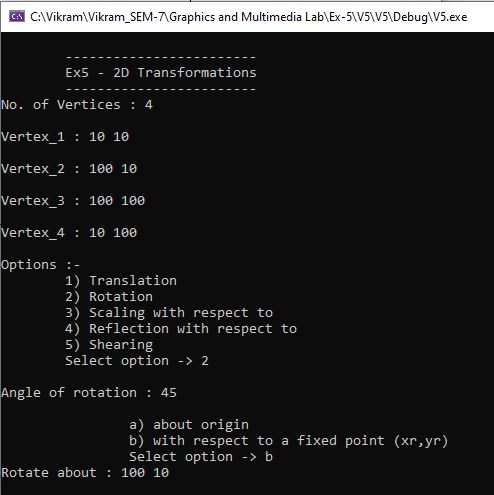 C:\Vikram\Vikram_SEM-7\Graphics and Multimedia Lab\Ex-5\V5\V5\Debug\V5.exe
------------------------
Ex5 - 2D Transformations
------------------------
No. of Vertices : 4
Vertex_1 : 10 10
Vertex_2 : 100 10
Vertex_3 : 100 100
Vertex_4 : 10 100
Options :-
1) Translation
2) Rotation
3) Scaling with respect to
4) Reflection with respect to
5) Shearing
Select option -> 2
Angle of rotation : 45
a) about origin
b) with respect to a fixed point (xr,yr)
Select option -> b
Rotate about : 100 10